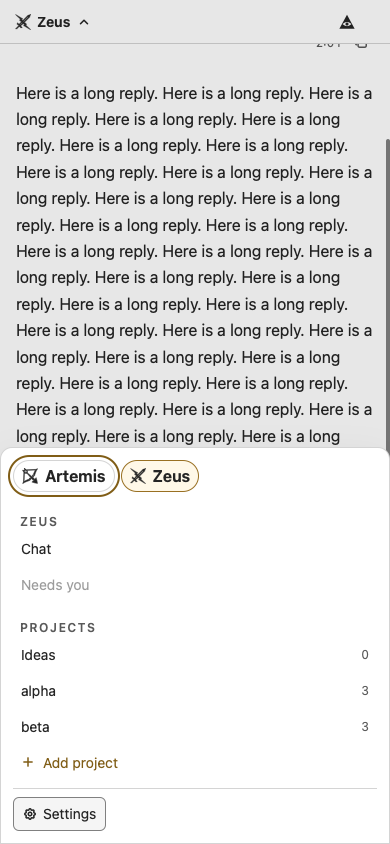 Zeus
Here is a long reply. Here is a long reply. Here is a
long reply. Here is a long reply. Here is a long
reply. Here is a long reply. Here is a long reply.
Here is a long reply. Here is a long reply. Here is a
long reply. Here is a long reply. Here is a long
reply. Here is a long reply. Here is a long reply.
Here is a long reply. Here is a long reply. Here is a
long reply. Here is a long reply. Here is a long
reply. Here is a long reply. Here is a long reply.
Here is a long reply. Here is a long reply. Here is a
long reply. Here is a long reply. Here is a long
reply. Here is a long reply. Here is a long reply.
Here is a long reply. Here is a long reply. Here is a
long reply. Here is a long reply. Here is a long
Artemis Zeus
ZEUS
Chat
Needs you
PROJECTS
Ideas 0
alpha 3
beta 3
+ Add project
Settings